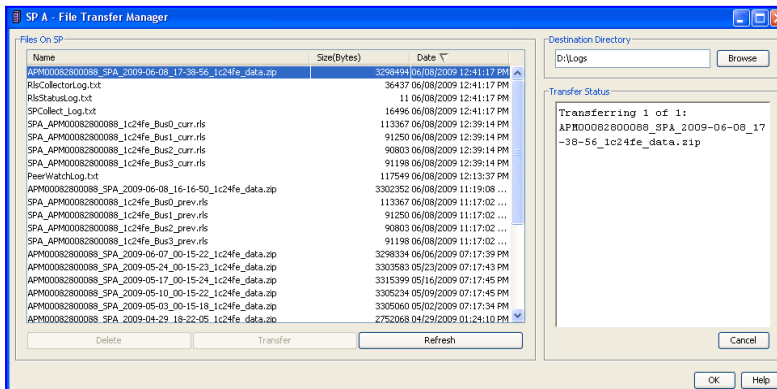 SP A - File Transfer Manager
Files On SP
Name Size(Bytes) Date
APM00082800088_SPA_2009-06-08_17-38-56_1c24fe_data.zip 3298494 06/08/2009 12:41:17 PM
RlsCollectorLog.txt 36437 06/08/2009 12:41:17 PM
RlsStatusLog.txt 11 06/08/2009 12:41:17 PM
SPCollect_Log.txt 16496 06/08/2009 12:41:17 PM
SPA_APM00082800088_1c24fe_Bus0_curr.rls 113367 06/08/2009 12:39:14 PM
SPA_APM00082800088_1c24fe_Bus1_curr.rls 91250 06/08/2009 12:39:14 PM
SPA_APM00082800088_1c24fe_Bus2_curr.rls 90803 06/08/2009 12:39:14 PM
SPA_APM00082800088_1c24fe_Bus3_curr.rls 91198 06/08/2009 12:39:14 PM
PeerWatchLog.txt 117549 06/08/2009 12:13:37 PM
APM00082800088_SPA_2009-06-08_16-16-50_1c24fe_data.zip 3302352 06/08/2009 11:19:08 ...
SPA_APM00082800088_1c24fe_Bus0_prev.rls 113367 06/08/2009 11:17:02 ...
SPA_APM00082800088_1c24fe_Bus1_prev.rls 91250 06/08/2009 11:17:02 ...
SPA_APM00082800088_1c24fe_Bus2_prev.rls 90803 06/08/2009 11:17:02 ...
SPA_APM00082800088_1c24fe_Bus3_prev.rls 91198 06/08/2009 11:17:02 ...
APM00082800088_SPA_2009-06-07_00-15-22_1c24fe_data.zip 3298334 06/06/2009 07:17:39 PM
APM00082800088_SPA_2009-05-24_00-15-23_1c24fe_data.zip 3303583 05/23/2009 07:17:43 PM
APM00082800088_SPA_2009-05-17_00-15-24_1c24fe_data.zip 3315399 05/16/2009 07:17:45 PM
APM00082800088_SPA_2009-05-10_00-15-22_1c24fe_data.zip 3305234 05/09/2009 07:17:45 PM
APM00082800088_SPA_2009-05-03_00-15-18_1c24fe_data.zip 3305060 05/02/2009 07:17:34 PM
APM00082800088_SPA_2009-04-29_18-22-05_1c24fe_data.zip 2752068 04/29/2009 01:24:10 PM
Delete Transfer Refresh
Destination Directory
D:\Logs Browse
Transfer Status
Transferring 1 of 1:
APM00082800088_SPA_2009-06-08_17
-38-56_1c24fe_data.zip
Cancel
OK Help